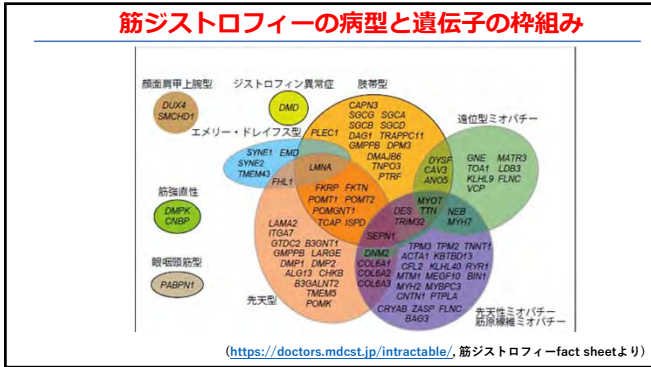 筋ジストロフィーの病型と遺伝子の枠組み
顔面肩甲上腕型
DUX4
SMCHD1
ジストロフィン異常症
DMD
肢帯型
CAPN3
SGCG SGCA
SGCB SGCD
DAG1 TRAPPC11
GMPPB DPM3
DMAJB6
TNPO3
PTRF
PLEC1
エメリー・ドレイフス型
SYNE1 EMD
SYNE2
TMEM43
LMNA
FHL1
遠位型ミオパチー
DYSF
CAV3
ANO5
GNE MATR3
TOA1 LDB3
KLHL9 FLNC
VCP
筋強直性
DMPK
CNBP
FKRP FKTN
POMT1 POMT2
POMGNT1
TCAP ISPD
MYOT
TTN
DES
TRIM32
NEB
MYH7
SEPN1
眼咽頭筋型
PABPN1
LAMA2
ITGA7
GTDC2 B3GNT1
GMPPB LARGE
DMP1 DMP2
ALG13 CHKB
B3GALNT2
TMEM5
POMK
先天型
DNM2
COL6A1
COL6A2
COL6A3
TPM3 TPM2 TNNT1
ACTA1 KBTBD13
CFL2 KLHL40 RYR1
MTM1 MEGF10 BIN1
MYH2 MYBPC3
CNTN1 PTPLA
CRYAB ZASP FLNC
BAG3
先天性ミオパチー
筋原線維ミオパチー
(https://doctors.mdcst.jp/intractable/, 筋ジストロフィーfact sheetより)